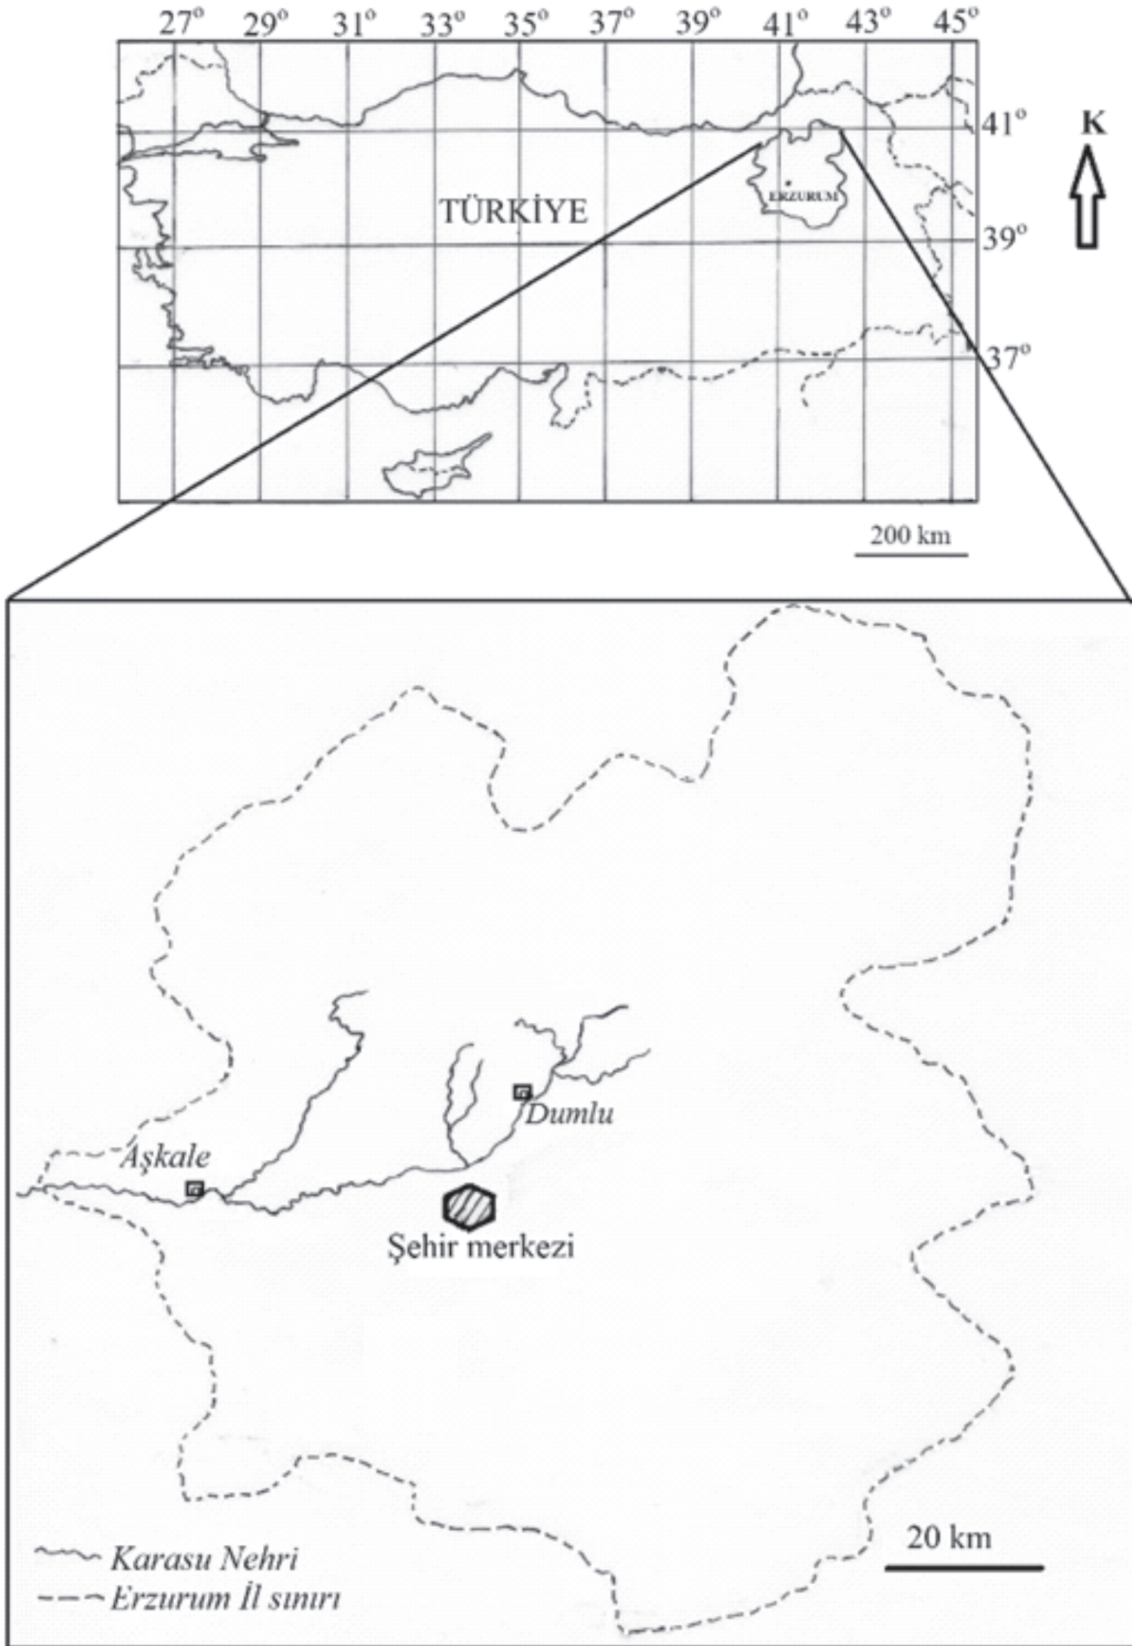 27° 29° 31° 33° 35° 37° 39° 41° 43° 45°
41°
K
ERZURUM
TÜRKİYE
39°
37°
200 km
Dumlu
Aşkale
Şehir merkezi
20 km
Karasu Nehri
Erzurum İl sınırı